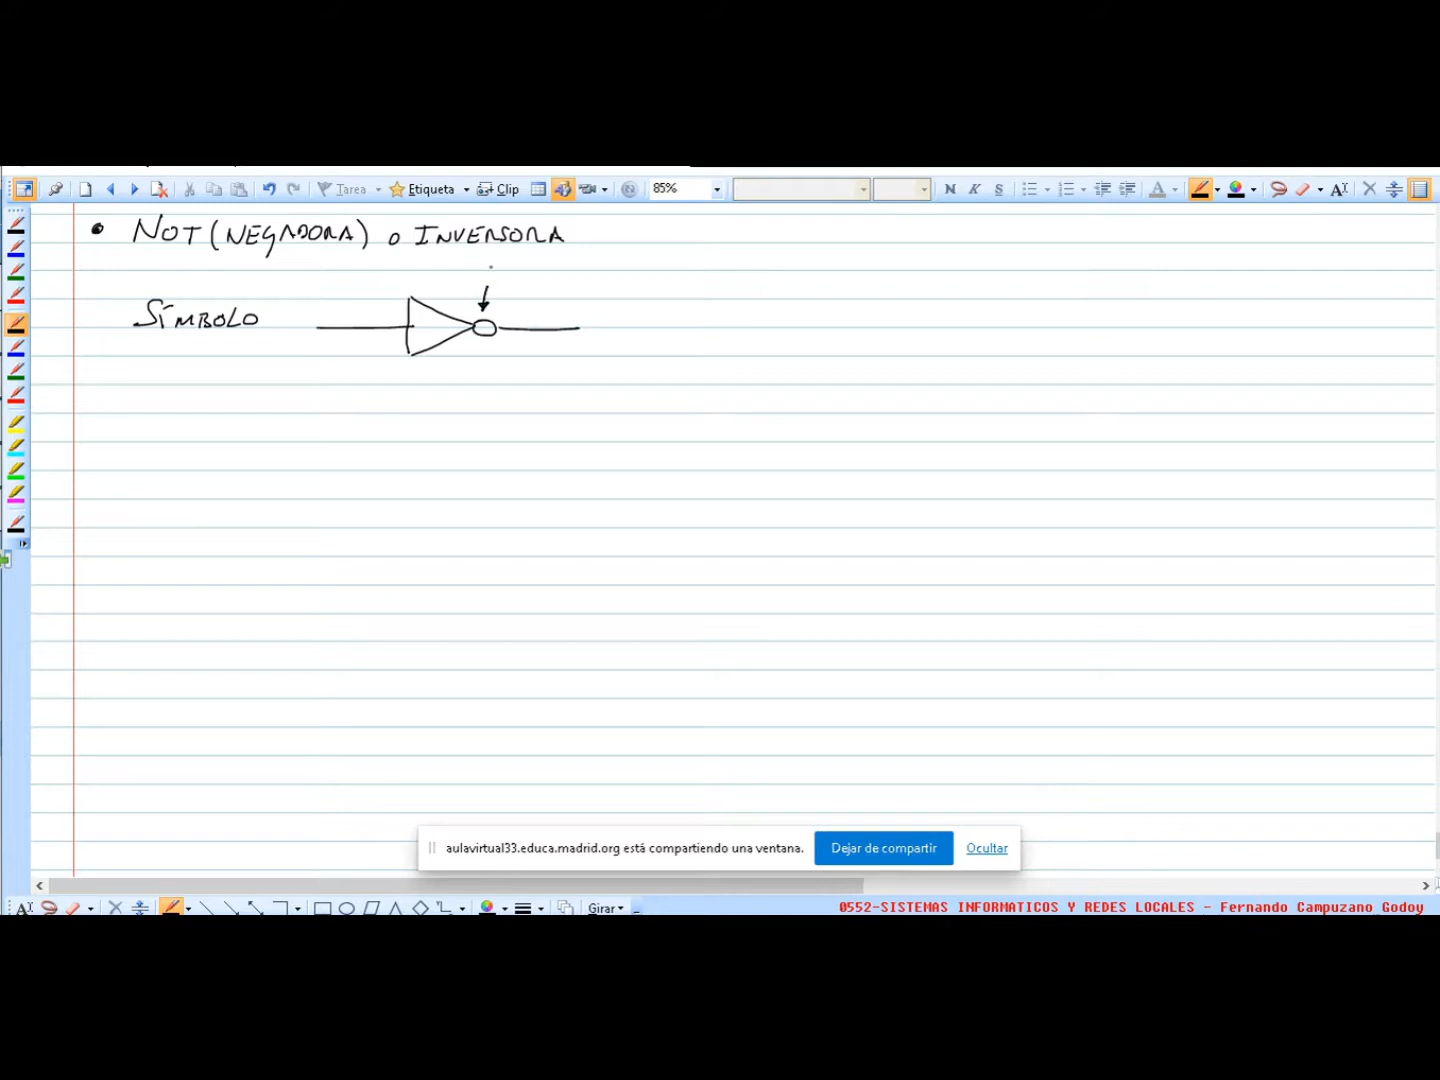 Tarea Etiqueta Clip 85% N K S A A
• NOT (NEGADORA) o INVERSORA
SÍMBOLO
aulavirtual33.educa.madrid.org está compartiendo una ventana. Dejar de compartir Ocultar
A Girar 0552-SISTEMAS INFORMATICOS Y REDES LOCALES - Fernando Campuzano Godoy